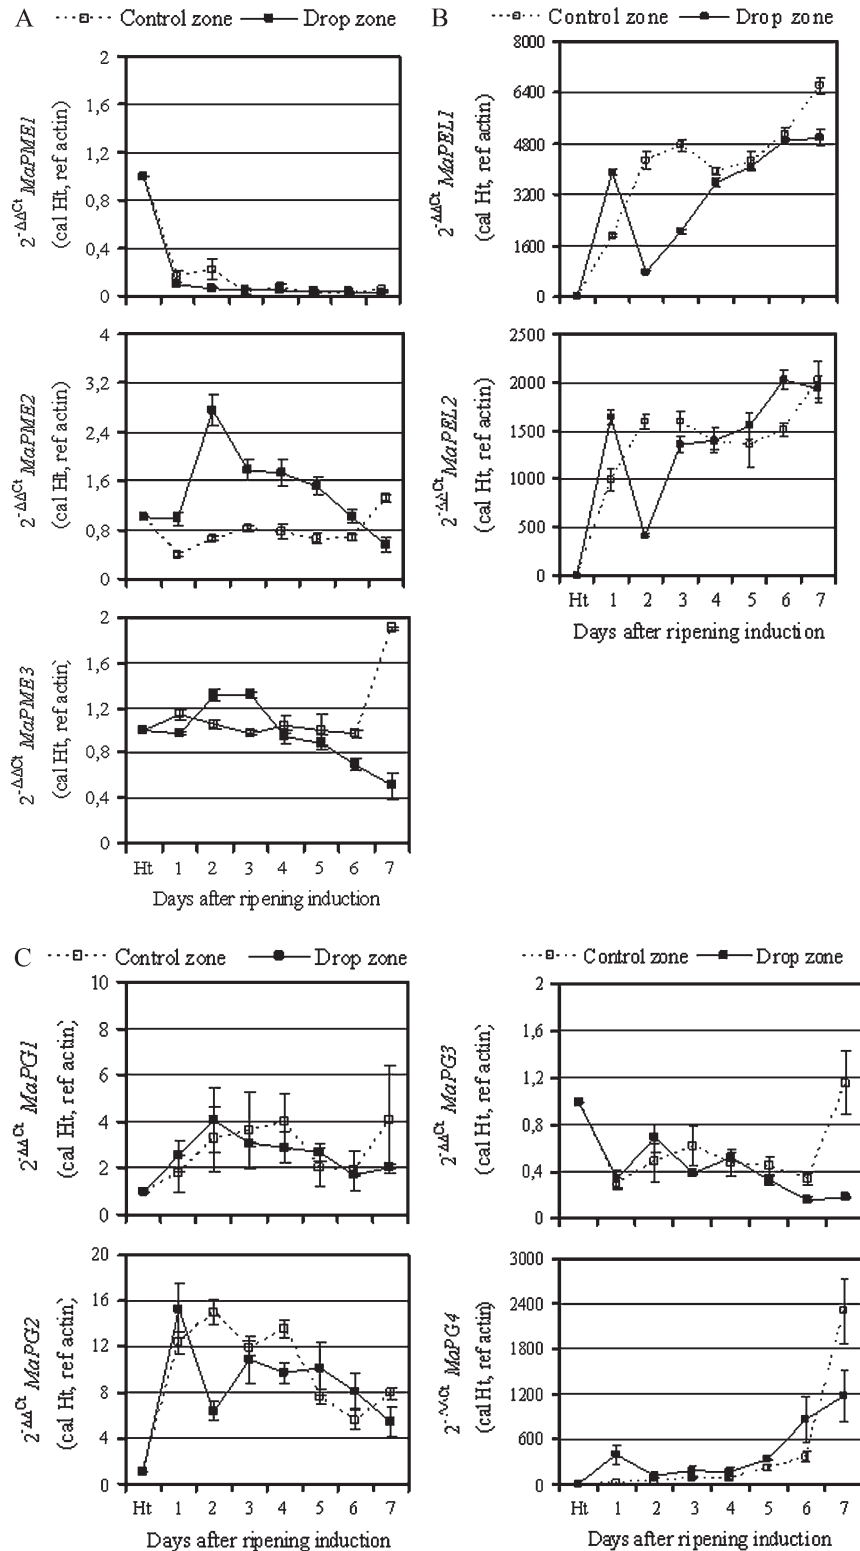 A
Control zone
Drop zone
B
Control zone
Drop zone
2^-ΔΔCt MaPME1
(cal Ht, ref actin)
2
1,6
1,2
0,8
0,4
0
2^-ΔΔCt MaPEL1
(cal Ht, ref actin)
8000
6400
4800
3200
1600
0
2^-ΔΔCt MaPME2
(cal Ht, ref actin)
4
3,2
2,4
1,6
0,8
0
2^-ΔΔCt MaPEL2
(cal Ht, ref actin)
2500
2000
1500
1000
500
0
Ht 1 2 3 4 5 6 7
Days after ripening induction
2^-ΔΔCt MaPME3
(cal Ht, ref actin)
2
1,6
1,2
0,8
0,4
0
Ht 1 2 3 4 5 6 7
Days after ripening induction
C
Control zone
Drop zone
Control zone
Drop zone
2^-ΔΔCt MaPG1
(cal Ht, ref actin)
10
8
6
4
2
0
2^-ΔΔCt MaPG3
(cal Ht, ref actin)
2
1,6
1,2
0,8
0,4
0
2^-ΔΔCt MaPG2
(cal Ht, ref actin)
20
16
12
8
4
0
Ht 1 2 3 4 5 6 7
Days after ripening induction
2^-ΔΔCt MaPG4
(cal Ht, ref actin)
3000
2400
1800
1200
600
0
Ht 1 2 3 4 5 6 7
Days after ripening induction